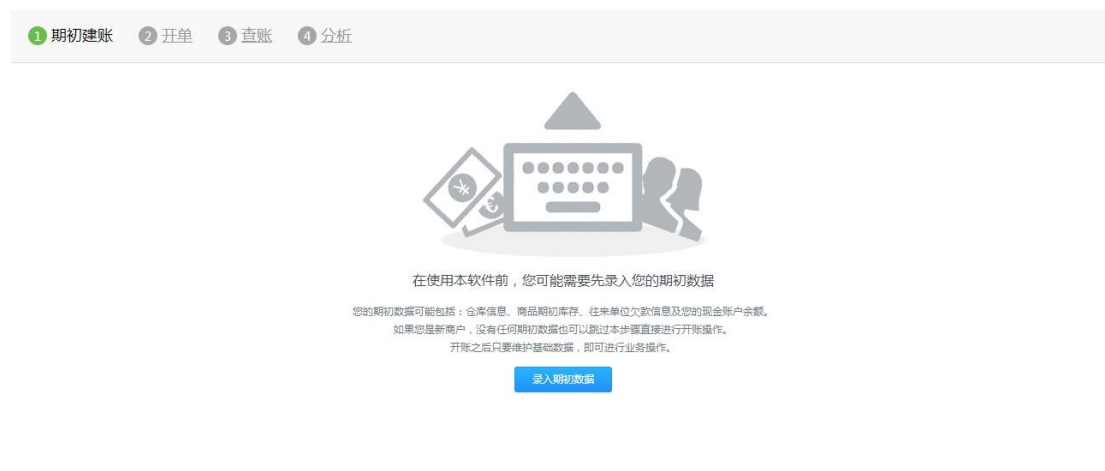 1 期初建账 2 开单 3 查账 4 分析
在使用本软件前，您可能需要先录入您的期初数据
您的期初数据可能包括：仓库信息、商品期初库存、往来单位欠款信息及您的现金账户余额。
如果您是新商户，没有任何期初数据也可以跳过本步骤直接进行开账操作。
开账之后只要维护基础数据，即可进行业务操作。
录入期初数据